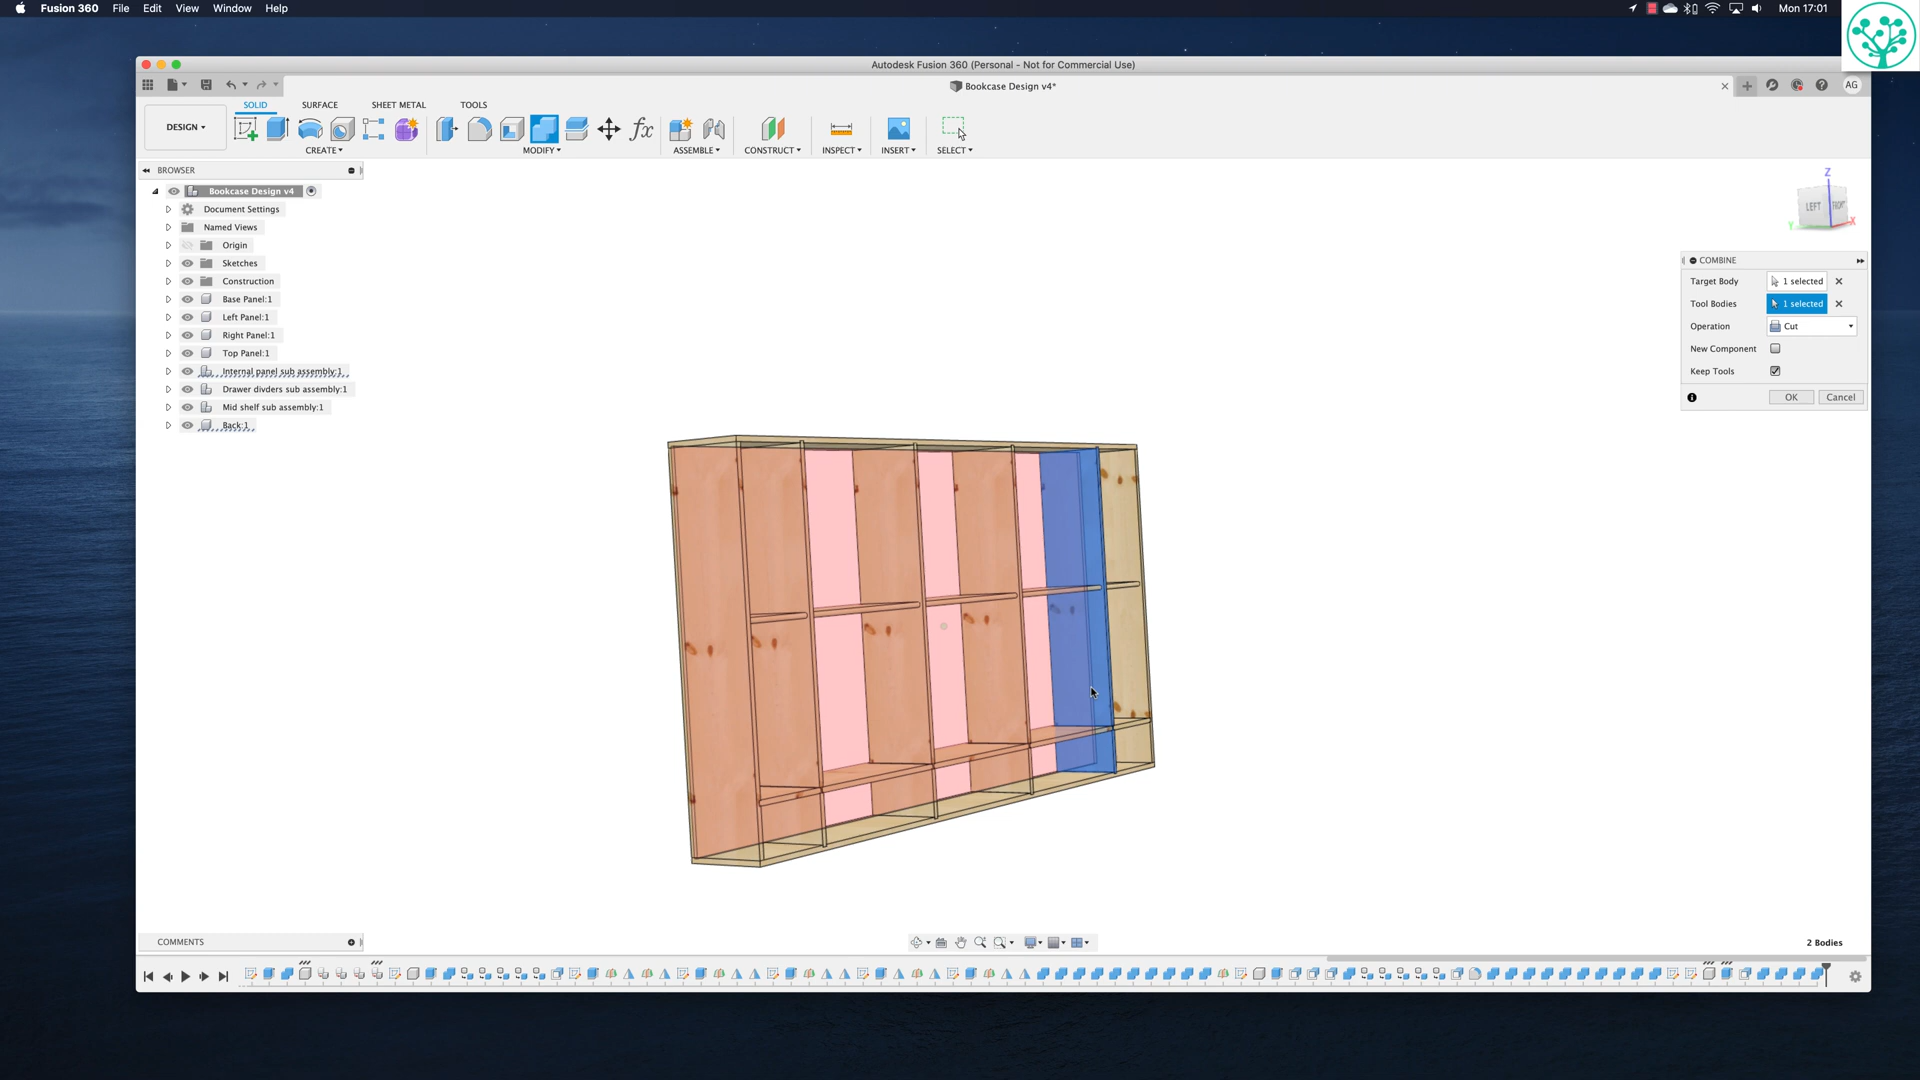 Fusion 360 File Edit View Window Help Mon 17:01
Autodesk Fusion 360 (Personal - Not for Commercial Use)
Bookcase Design v4*
AG
SOLID SURFACE SHEET METAL TOOLS
DESIGN
CREATE MODIFY ASSEMBLE CONSTRUCT INSPECT INSERT SELECT
BROWSER
Bookcase Design v4
Document Settings
Named Views
Origin
Sketches
Construction
Base Panel:1
Left Panel:1
Right Panel:1
Top Panel:1
Internal panel sub assembly:1
Drawer divders sub assembly:1
Mid shelf sub assembly:1
Back:1
Z
LEFT FRONT
Y X
COMBINE
Target Body 1 selected
Tool Bodies 1 selected
Operation Cut
New Component
Keep Tools
OK Cancel
COMMENTS
2 Bodies